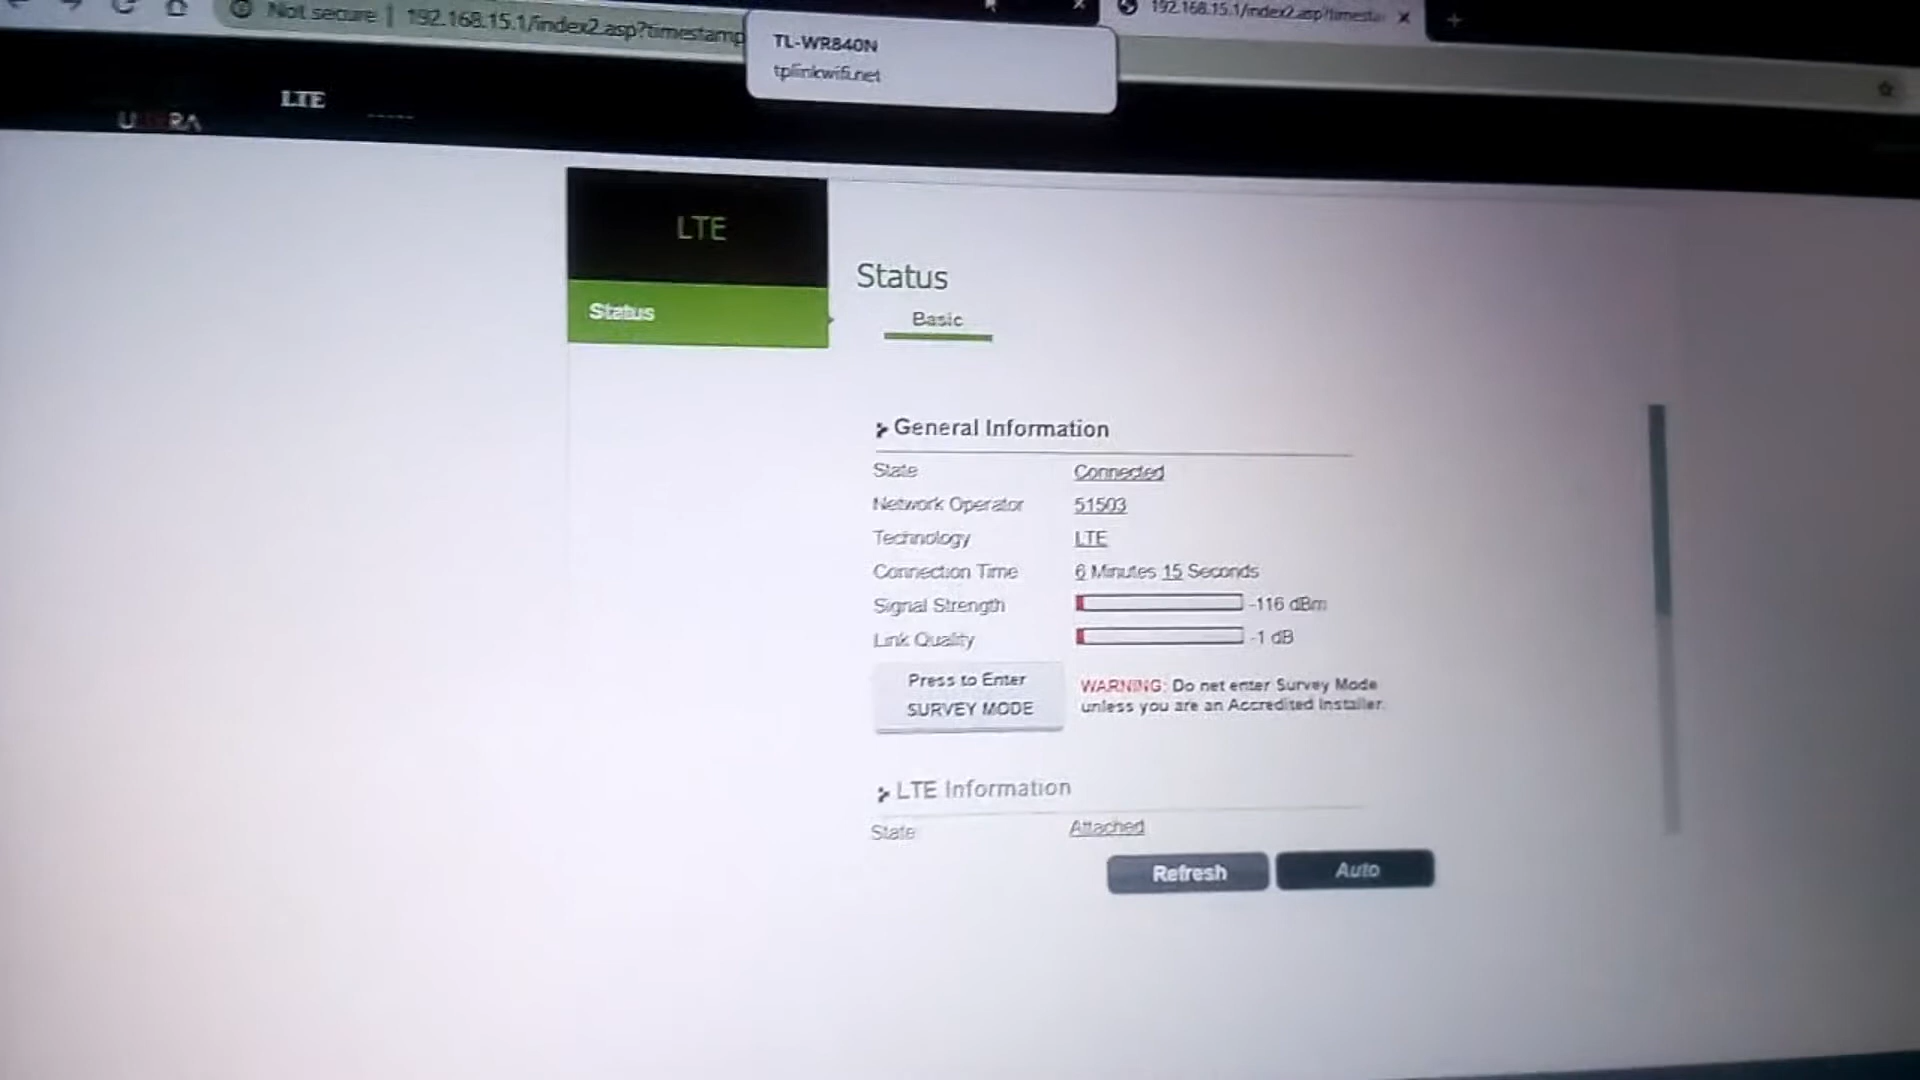 Not secure | 192.168.15.1/index2.asp?timestamp
192.168.15.1/index2.asp?timesta
TL-WR840N
tplinkwifi.net
LTE
LTE
Status
Status
Basic
General Information
State Connected
Network Operator 51503
Technology LTE
Connection Time 6 Minutes 15 Seconds
Signal Strength -116 dBm
Link Quality -1 dB
Press to Enter
SURVEY MODE
WARNING: Do net enter Survey Mode
unless you are an Accredited Installer.
LTE Information
State Attached
Refresh Auto